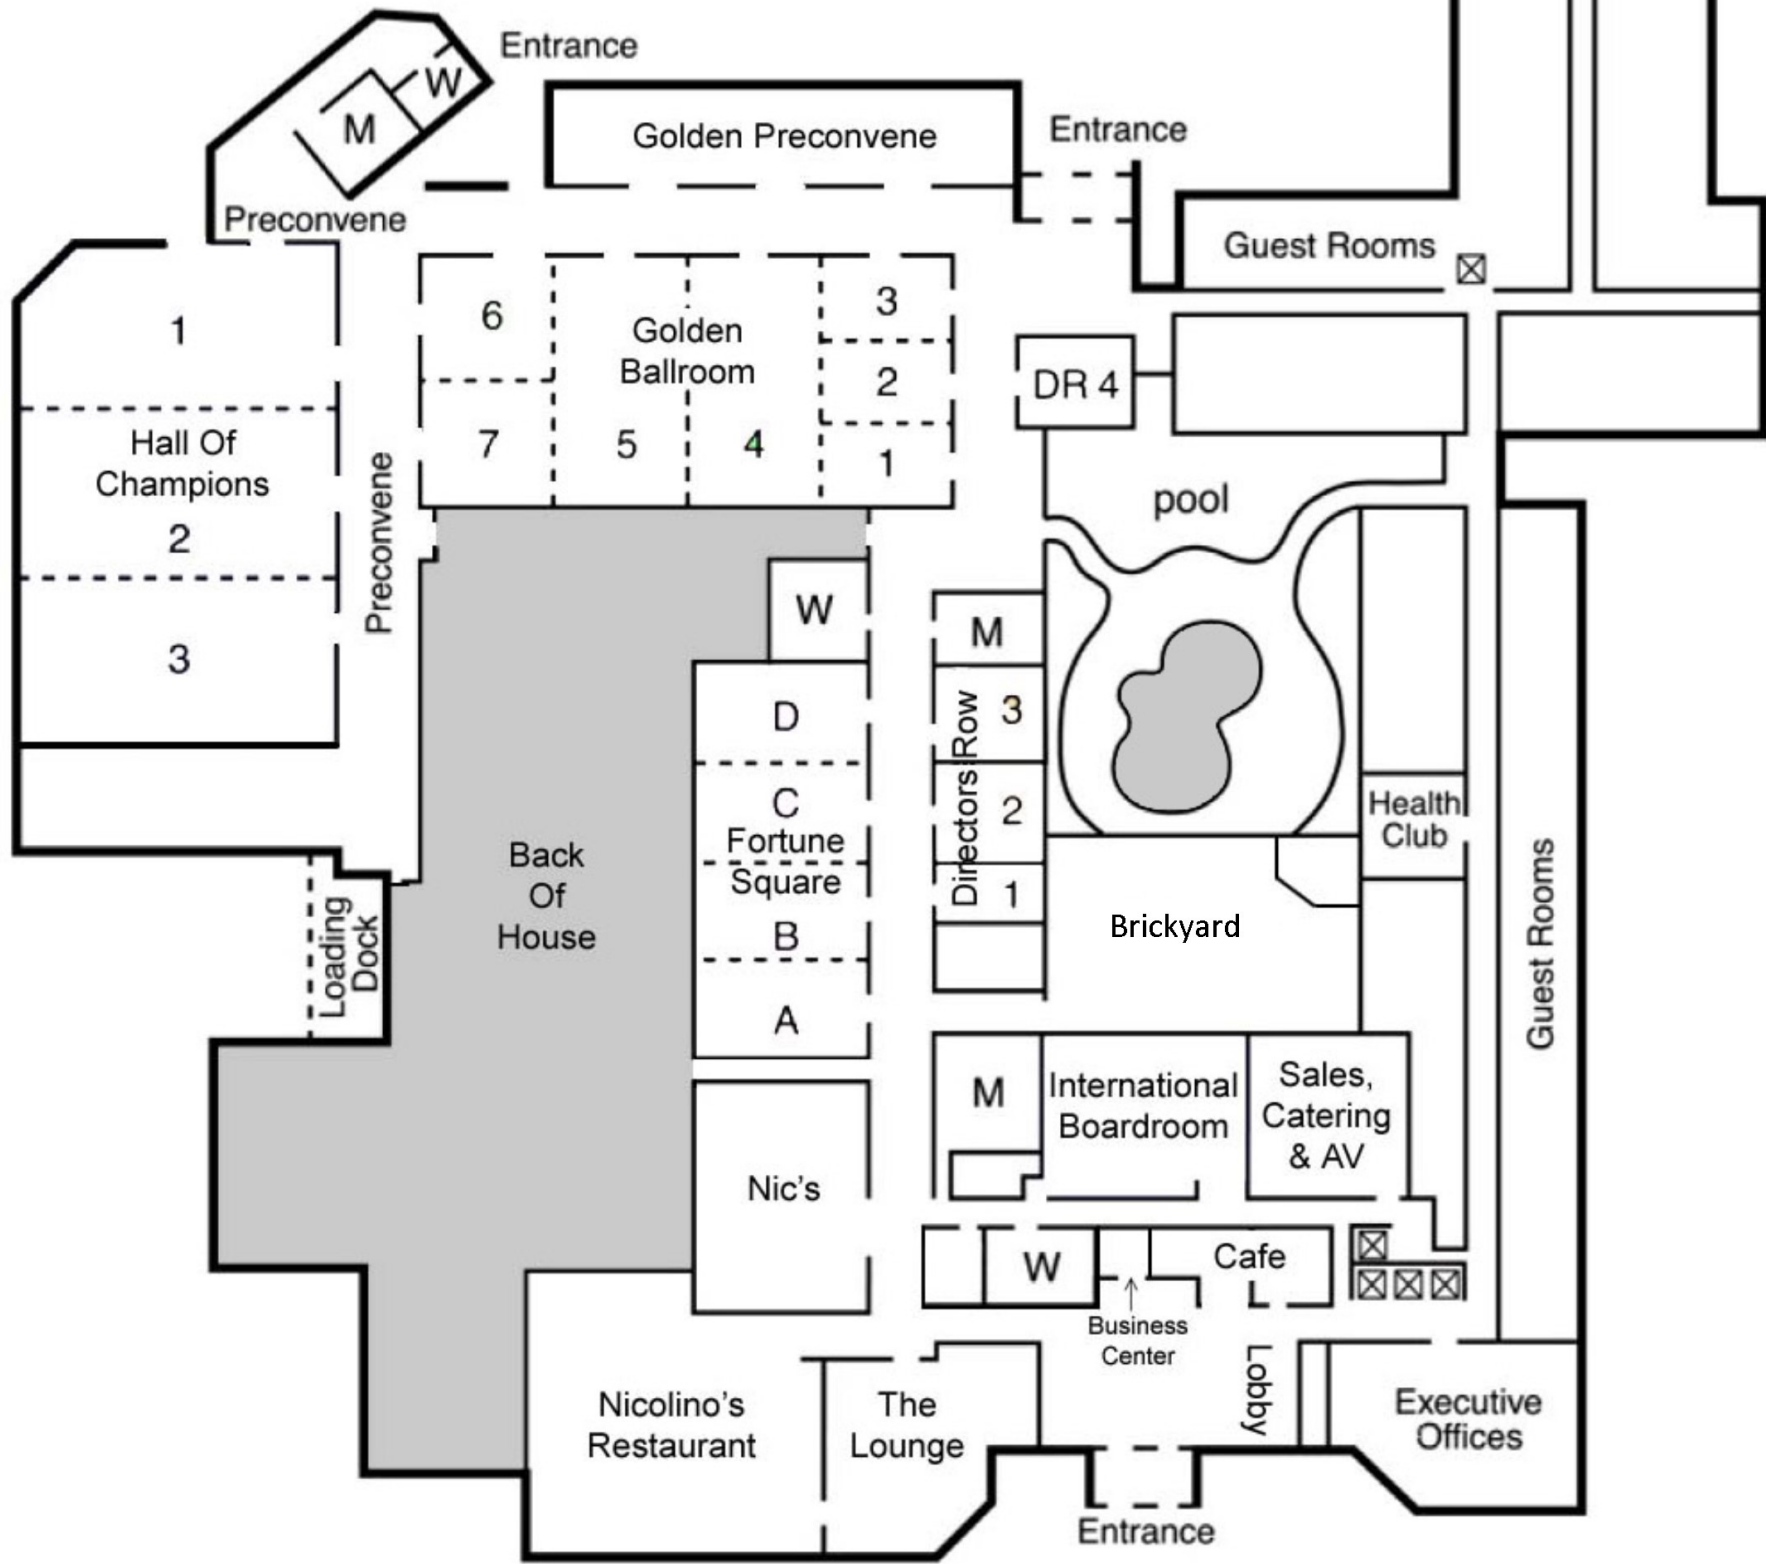 Entrance
W
M
Golden Preconvene
Entrance
Preconvene
Guest Rooms
1
Hall Of
Champions
2
3
Preconvene
6
Golden
Ballroom
3
2
7
5
4
1
DR 4
pool
W
M
D
C
Fortune
Square
B
A
Directors Row
3
2
1
Health
Club
Back
Of
House
Brickyard
Guest Rooms
Loading
Dock
M
International
Boardroom
Sales,
Catering
& AV
Nic's
W
Cafe
Business
Center
Lobby
Nicolino's
Restaurant
The
Lounge
Executive
Offices
Entrance